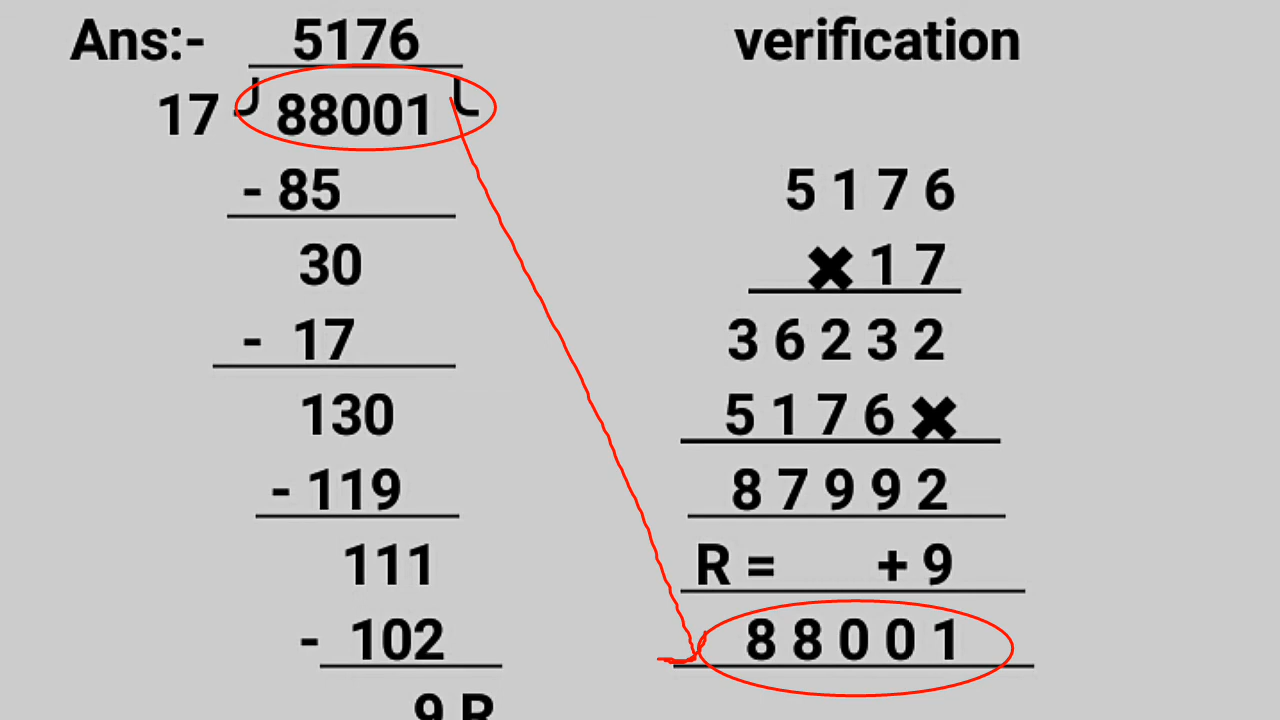 Ans:- 5176
17 88001
- 85
30
- 17
130
- 119
111
- 102
9 R
verification
5 1 7 6
✖ 1 7
3 6 2 3 2
5 1 7 6 ✖
8 7 9 9 2
R = + 9
8 8 0 0 1